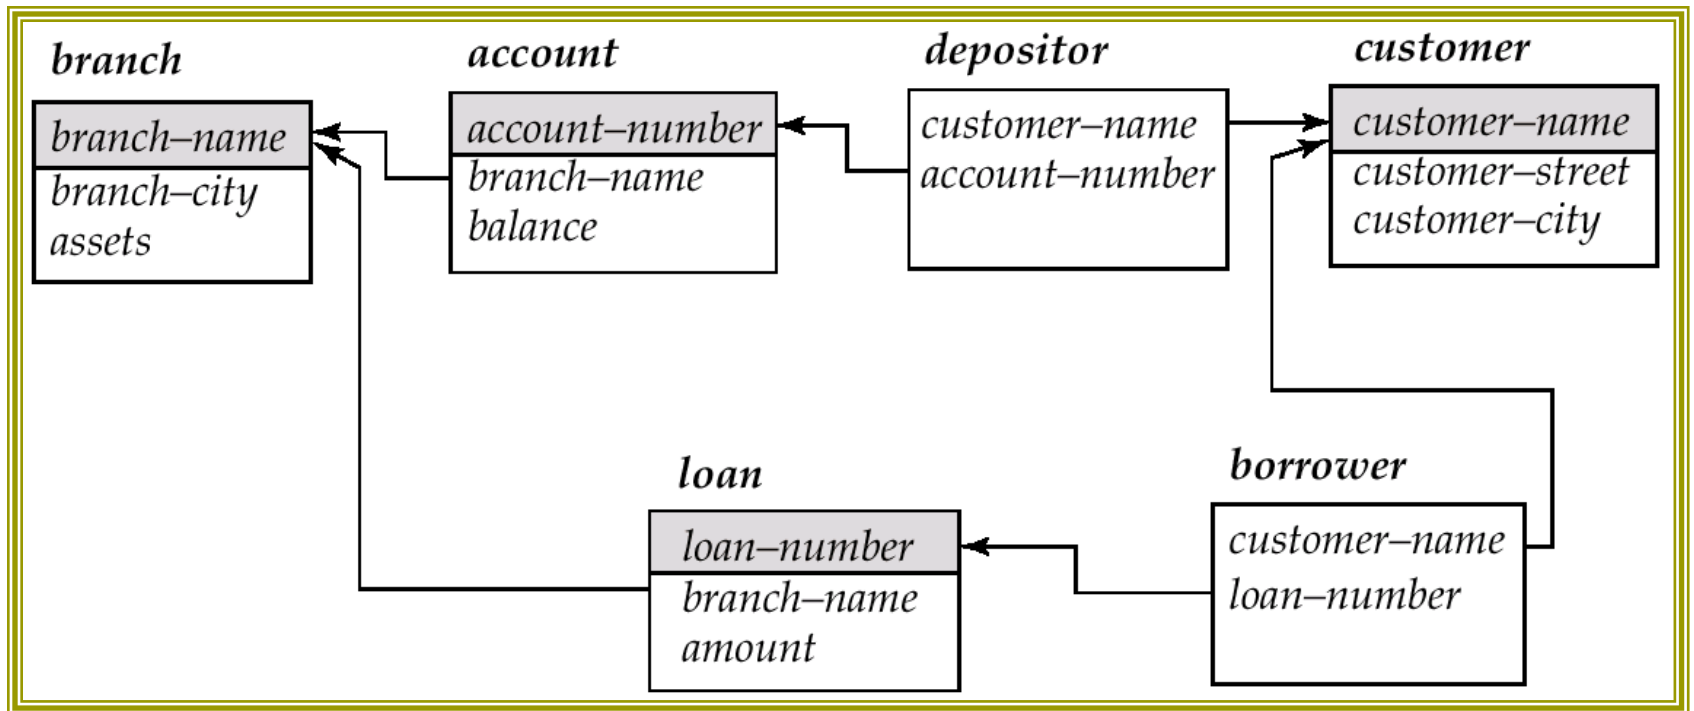 branch
branch–name
branch–city
assets
account
account–number
branch–name
balance
depositor
customer–name
account–number
customer
customer–name
customer–street
customer–city
loan
loan–number
branch–name
amount
borrower
customer–name
loan–number